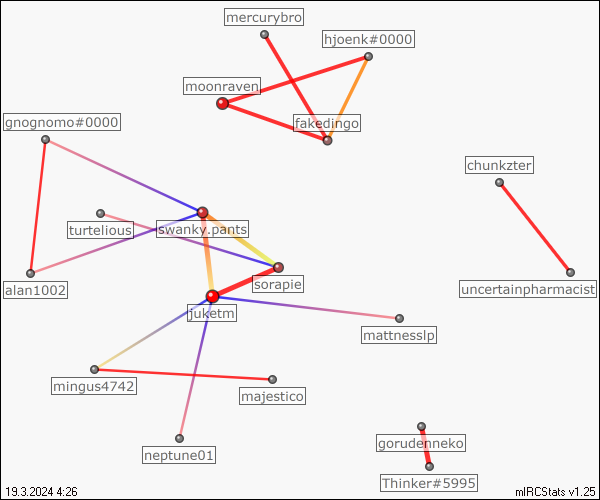 mercurybro
hjoenk#0000
moonraven
gnognomo#0000
fakedingo
chunkzter
turtelious
swanky.pants
sorapie
alan1002
uncertainpharmacist
juketm
mattnesslp
mingus4742
majestico
gorudenneko
neptune01
Thinker#5995
19.3.2024 4:26
mIRCStats v1.25